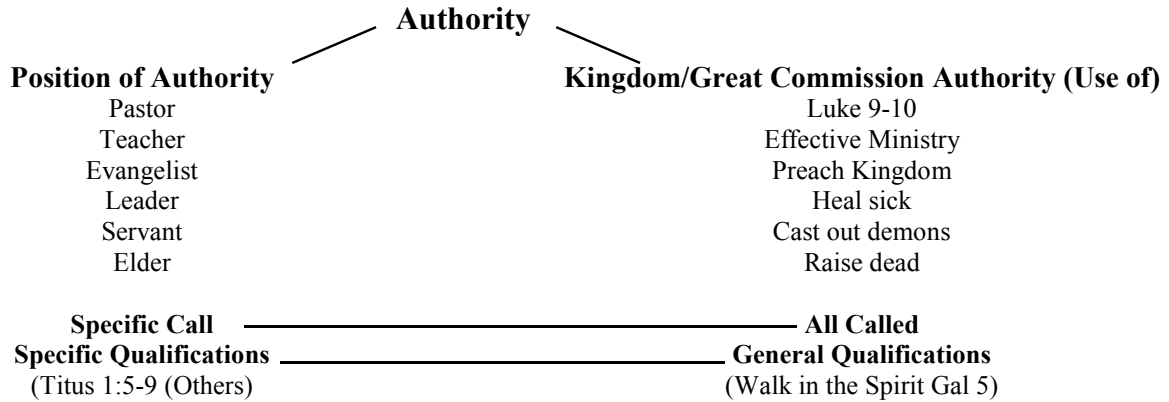 Authority
Position of Authority
Pastor
Teacher
Evangelist
Leader
Servant
Elder
Kingdom/Great Commission Authority (Use of)
Luke 9-10
Effective Ministry
Preach Kingdom
Heal sick
Cast out demons
Raise dead
Specific Call
All Called
Specific Qualifications
General Qualifications
(Titus 1:5-9 (Others)
(Walk in the Spirit Gal 5)